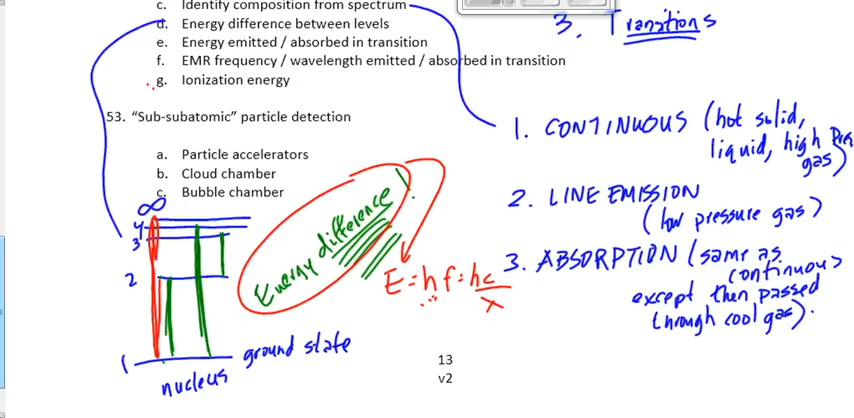 c. Identify composition from spectrum
d. Energy difference between levels
e. Energy emitted / absorbed in transition
f. EMR frequency / wavelength emitted / absorbed in transition
g. Ionization energy
53. “Sub-subatomic” particle detection
a. Particle accelerators
b. Cloud chamber
c. Bubble chamber
∞
4
3
2
1
ground state
nucleus
Energy difference!
E = hf = hc
λ
3. Transitions
1. CONTINUOUS (hot solid,
liquid, high
gas)
2. LINE EMISSION
(low pressure gas)
3. ABSORPTION (same as
continuous
except then passed
through cool gas).
13
v2